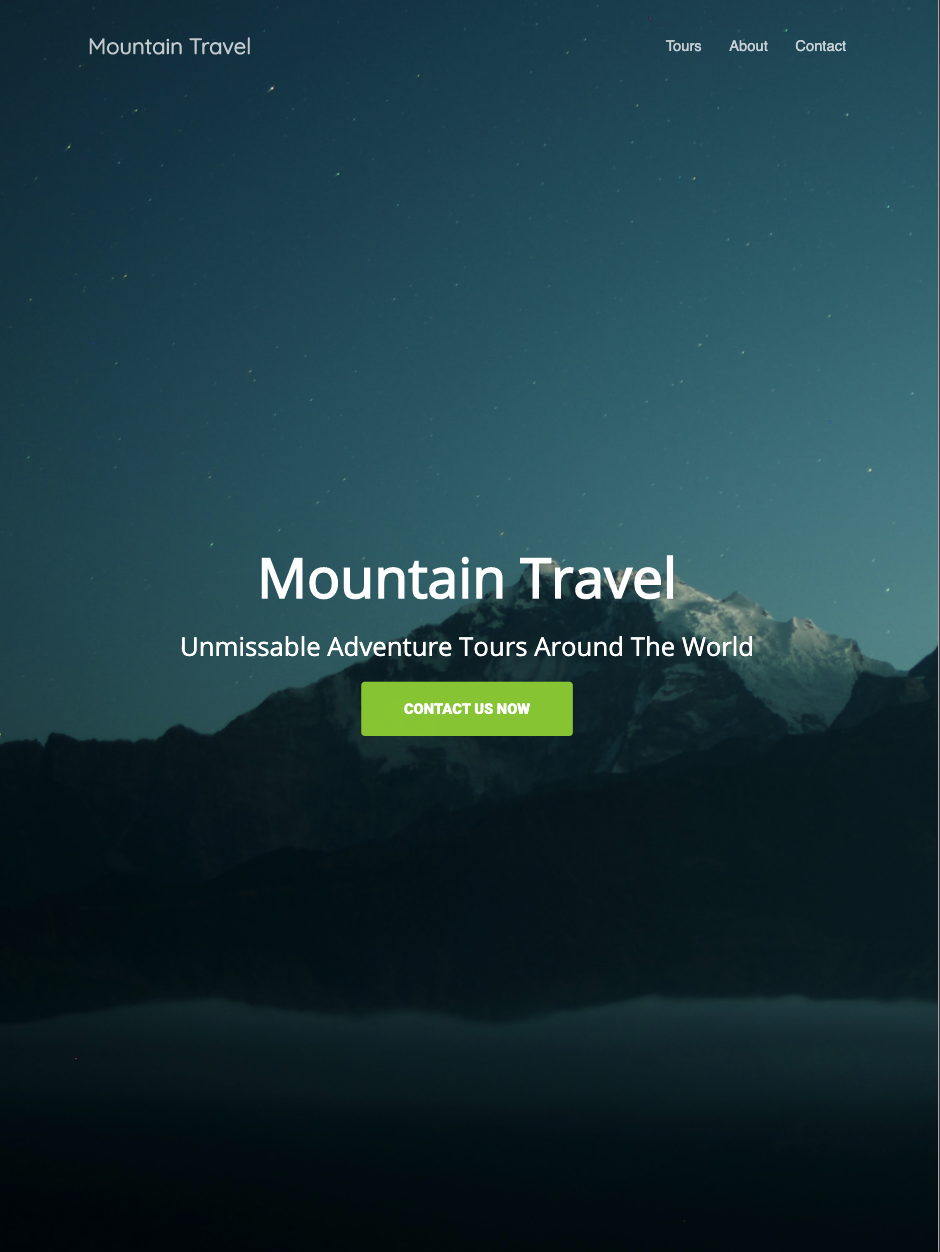 Mountain Travel
Tours About Contact
Mountain Travel
Unmissable Adventure Tours Around The World
CONTACT US NOW